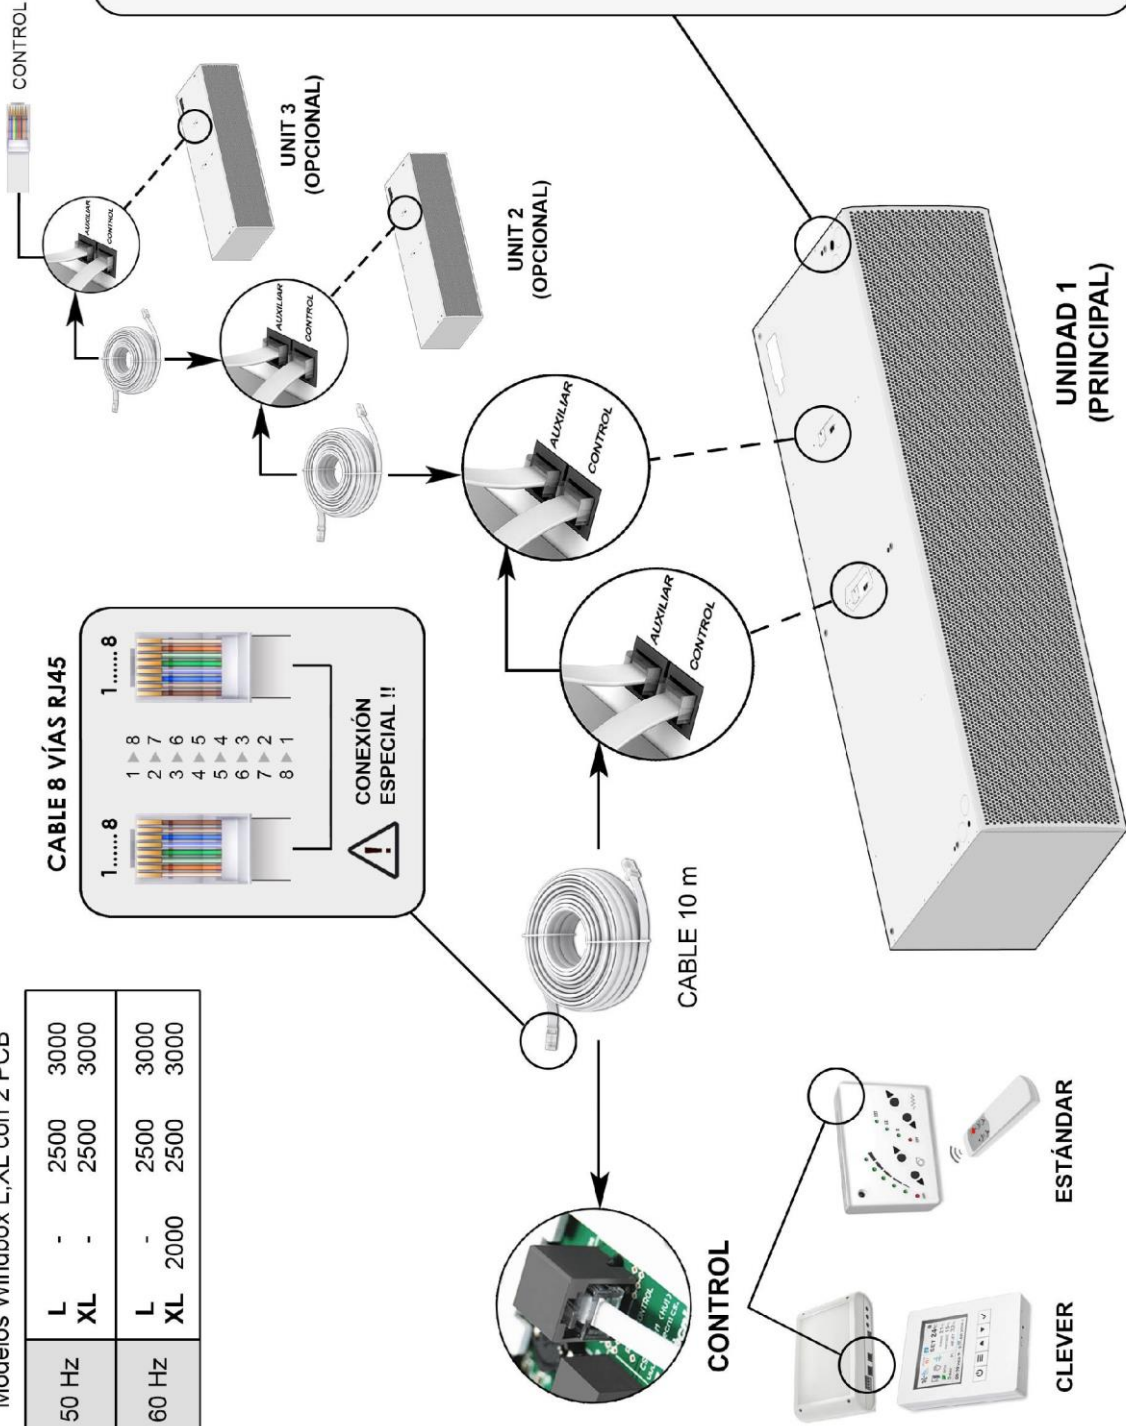 Modelos Windbox L,XL con 2 PCB
50 Hz
L - 2500 3000
XL - 2500 3000
60 Hz
L - 2500 3000
XL 2000 2500 3000
CABLE 8 VÍAS RJ45
1......8
1......8
1 ▶ 8
2 ▶ 7
3 ▶ 6
4 ▶ 5
5 ▶ 4
6 ▶ 3
7 ▶ 2
8 ▶ 1
CONEXIÓN
ESPECIAL !!
CONTROL
AUXILIAR
CONTROL
UNIT 3
(OPCIONAL)
AUXILIAR
CONTROL
UNIT 2
(OPCIONAL)
AUXILIAR
CONTROL
AUXILIAR
CONTROL
CABLE 10 m
CONTROL
CLEVER
ESTÁNDAR
UNIDAD 1
(PRINCIPAL)